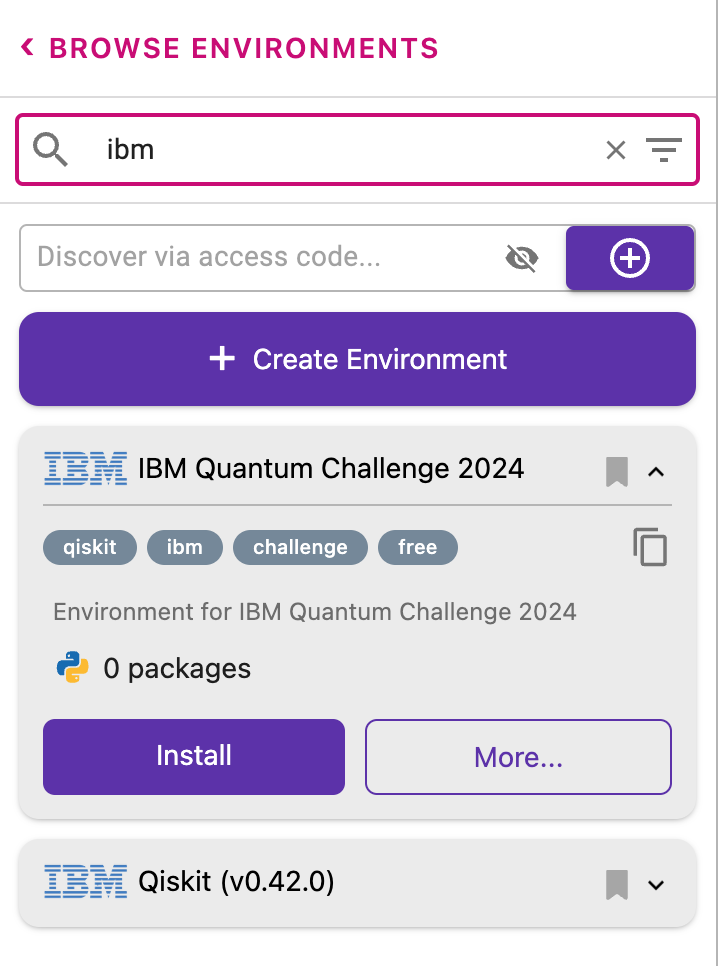 BROWSE ENVIRONMENTS
ibm
Discover via access code...
Create Environment
IBM IBM Quantum Challenge 2024
qiskit ibm challenge free
Environment for IBM Quantum Challenge 2024
0 packages
Install More...
IBM Qiskit (v0.42.0)